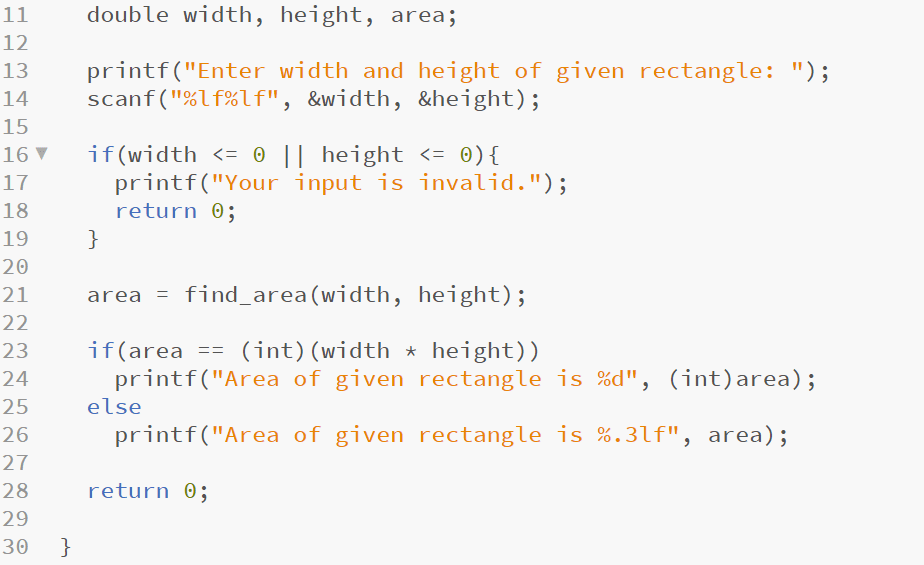 11 double width, height, area;
12
13 printf("Enter width and height of given rectangle: ");
14 scanf("%lf%lf", &width, &height);
15
16 if(width <= 0 || height <= 0){
17 printf("Your input is invalid.");
18 return 0;
19 }
20
21 area = find_area(width, height);
22
23 if(area == (int)(width * height))
24 printf("Area of given rectangle is %d", (int)area);
25 else
26 printf("Area of given rectangle is %.3lf", area);
27
28 return 0;
29
30 }